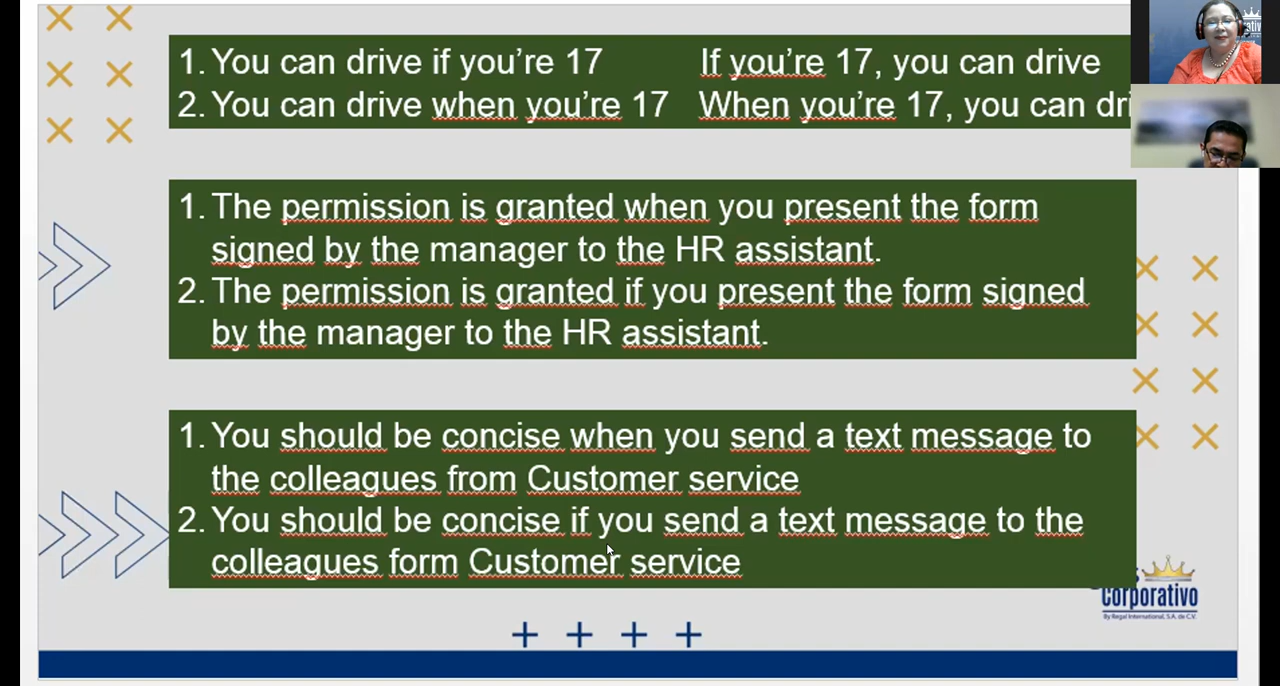 1. You can drive if you're 17 If you're 17, you can drive
2. You can drive when you're 17 When you're 17, you can
1. The permission is granted when you present the form
signed by the manager to the HR assistant.
2. The permission is granted if you present the form signed
by the manager to the HR assistant.
1. You should be concise when you send a text message to
the colleagues from Customer service
2. You should be concise if you send a text message to the
colleagues form Customer service
Corporativo
By Regal International, S.A. de C.V.